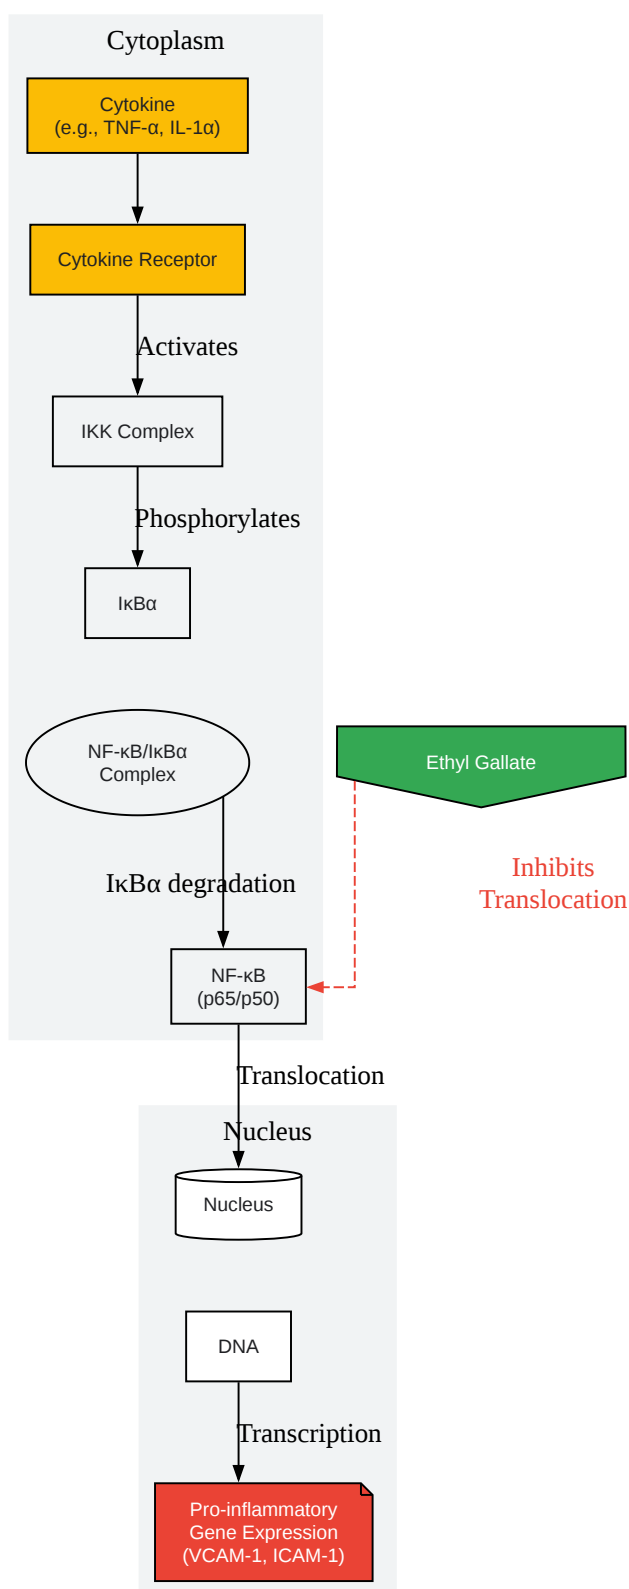 Cytoplasm
Cytokine
(e.g., TNF-α, IL-1α)
Cytokine Receptor
Activates
IKK Complex
Phosphorylates
IκBα
NF-κB/IκBα
Complex
Ethyl Gallate
IκBα degradation
Inhibits
Translocation
NF-κB
(p65/p50)
Translocation
Nucleus
Nucleus
DNA
Transcription
Pro-inflammatory
Gene Expression
(VCAM-1, ICAM-1)